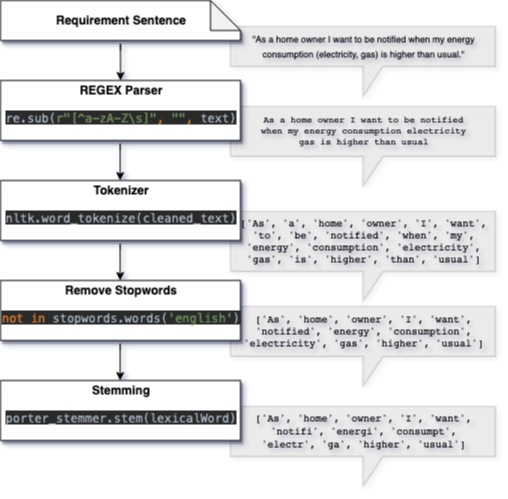 Requirement Sentence
"As a home owner I want to be notified when my energy
consumption (electricity, gas) is higher than usual."
REGEX Parser
re.sub(r"[^a-zA-Z\s]", "", text)
As a home owner I want to be notified
when my energy consumption electricity
gas is higher than usual
Tokenizer
nltk.word_tokenize(cleaned_text)
['As', 'a', 'home', 'owner', 'I', 'want',
'to', 'be', 'notified', 'when', 'my',
'energy', 'consumption', 'electricity',
'gas', 'is', 'higher', 'than', 'usual']
Remove Stopwords
not in stopwords.words('english')
['As', 'home', 'owner', 'I', 'want',
'notified', 'energy', 'consumption',
'electricity', 'gas', 'higher', 'usual']
Stemming
porter_stemmer.stem(lexicalWord)
['As', 'home', 'owner', 'I', 'want',
'notifi', 'energi', 'consumpt',
'electr', 'ga', 'higher', 'usual']